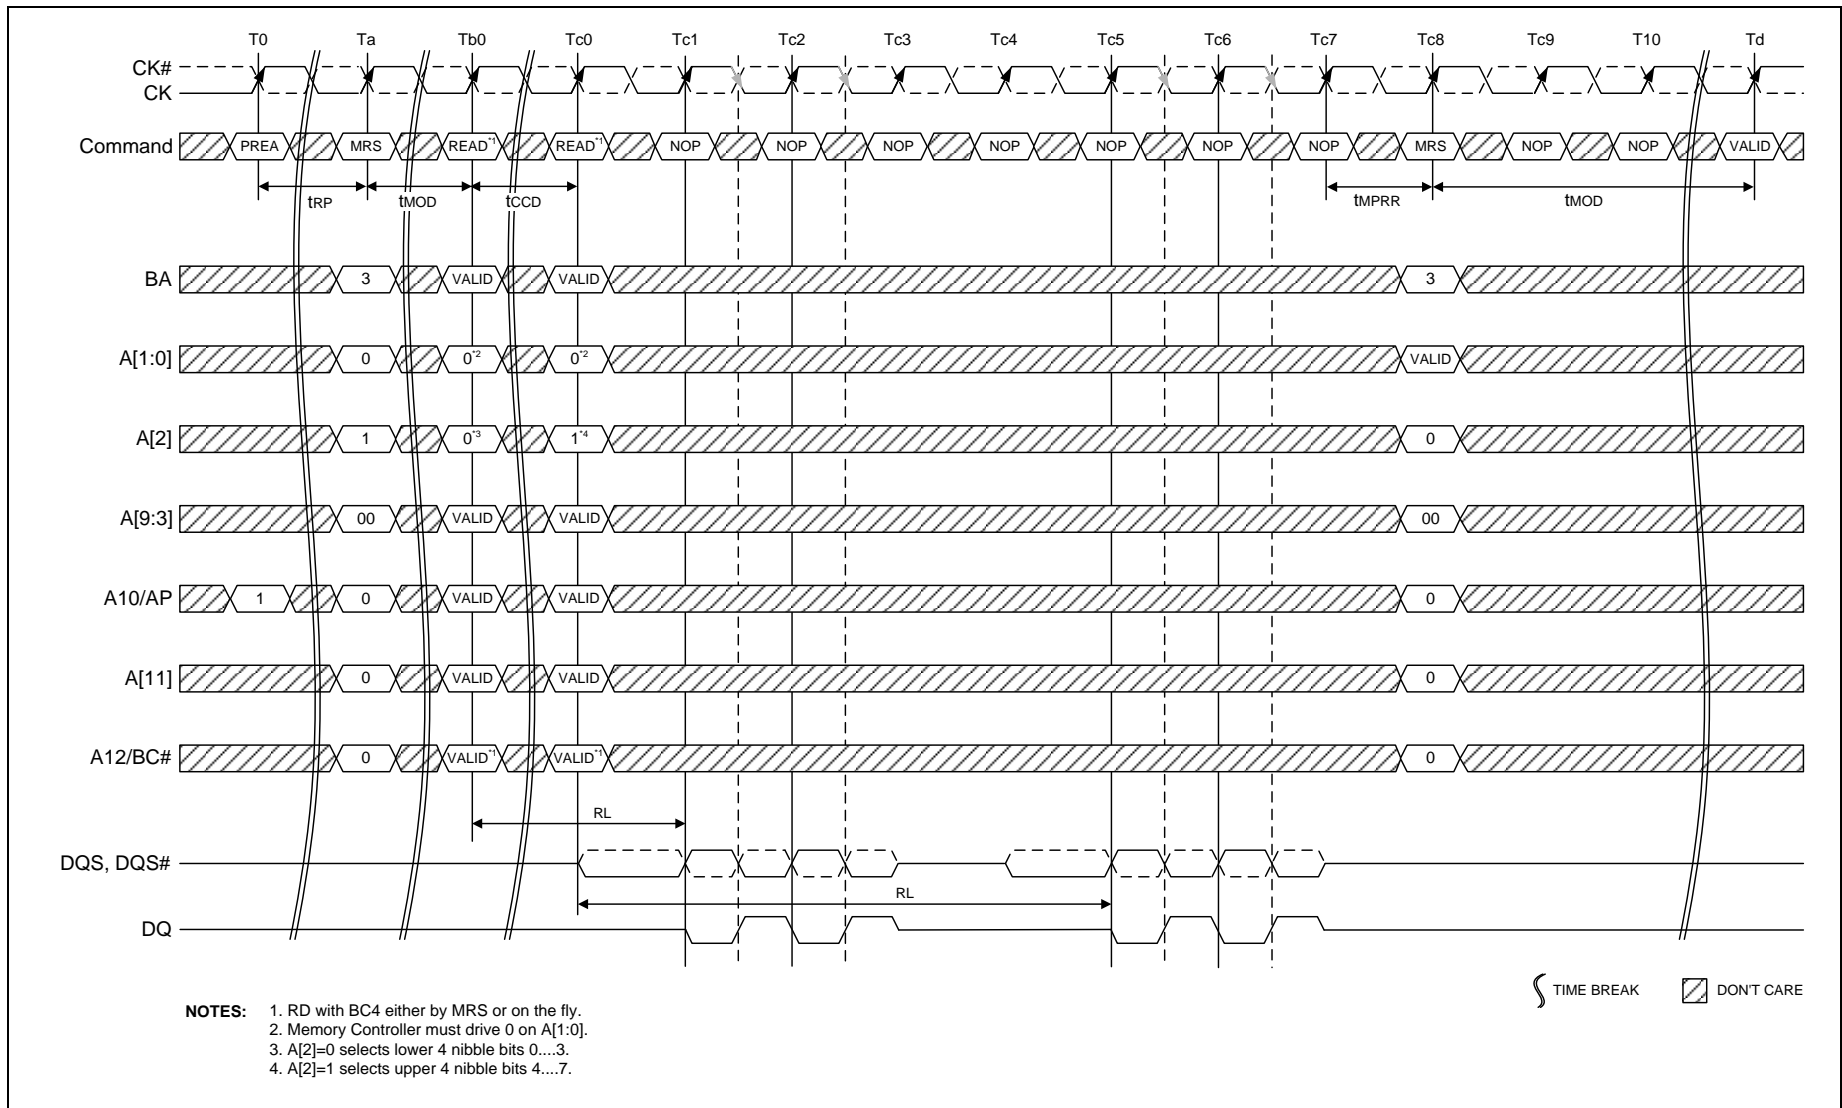 T0 Ta Tb0 Tc0 Tc1 Tc2 Tc3 Tc4 Tc5 Tc6 Tc7 Tc8 Tc9 T10 Td
CK#
CK
Command PREA MRS READ*1 READ*1 NOP NOP NOP NOP NOP NOP NOP MRS NOP NOP VALID
tRP tMOD tCCD tMPRR tMOD
BA 3 VALID VALID 3
A[1:0] 0 0*2 0*2 VALID
A[2] 1 0*3 1*4 0
A[9:3] 00 VALID VALID 00
A10/AP 1 0 VALID VALID 0
A[11] 0 VALID VALID 0
A12/BC# 0 VALID*1 VALID*1 0
RL
DQS, DQS#
RL
DQ
TIME BREAK DON'T CARE
NOTES: 1. RD with BC4 either by MRS or on the fly.
2. Memory Controller must drive 0 on A[1:0].
3. A[2]=0 selects lower 4 nibble bits 0....3.
4. A[2]=1 selects upper 4 nibble bits 4....7.